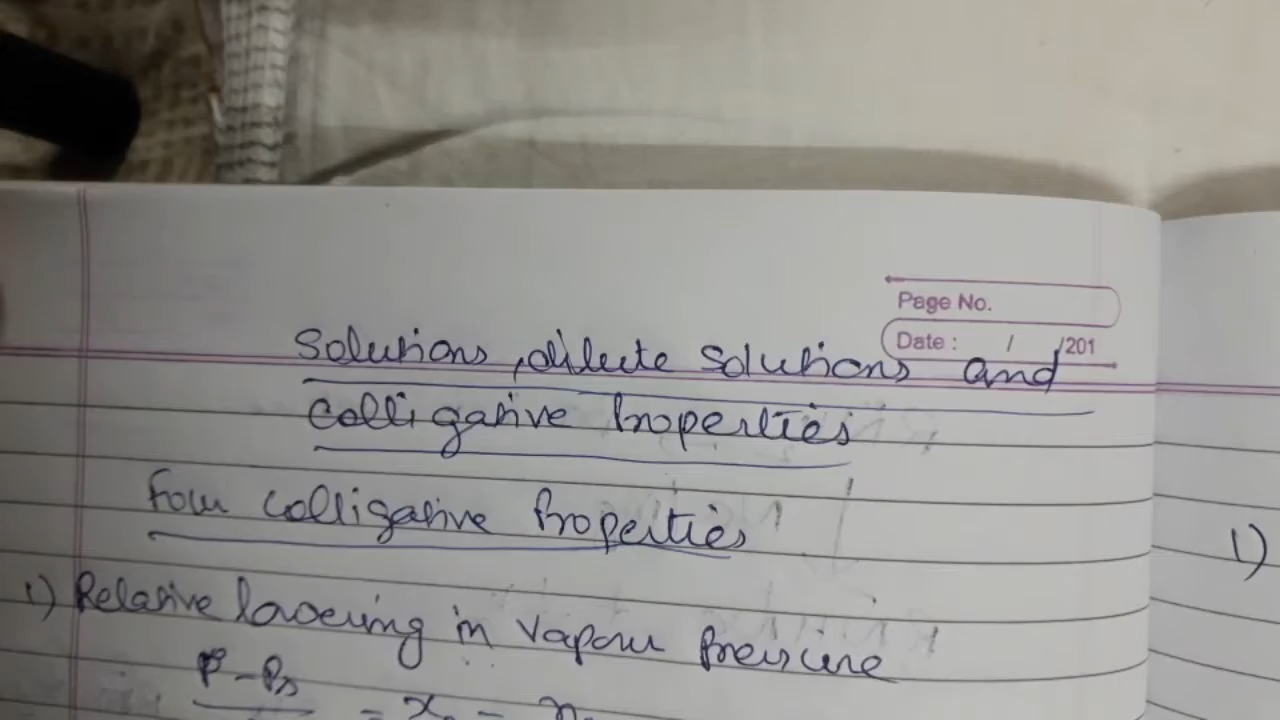 Page No.
Date : / /201
Solutions, dilute solutions and
Colligative Properties
Four colligative Properties
1) Relative lowering in vapour Pressure
P° - Ps
= x
1)